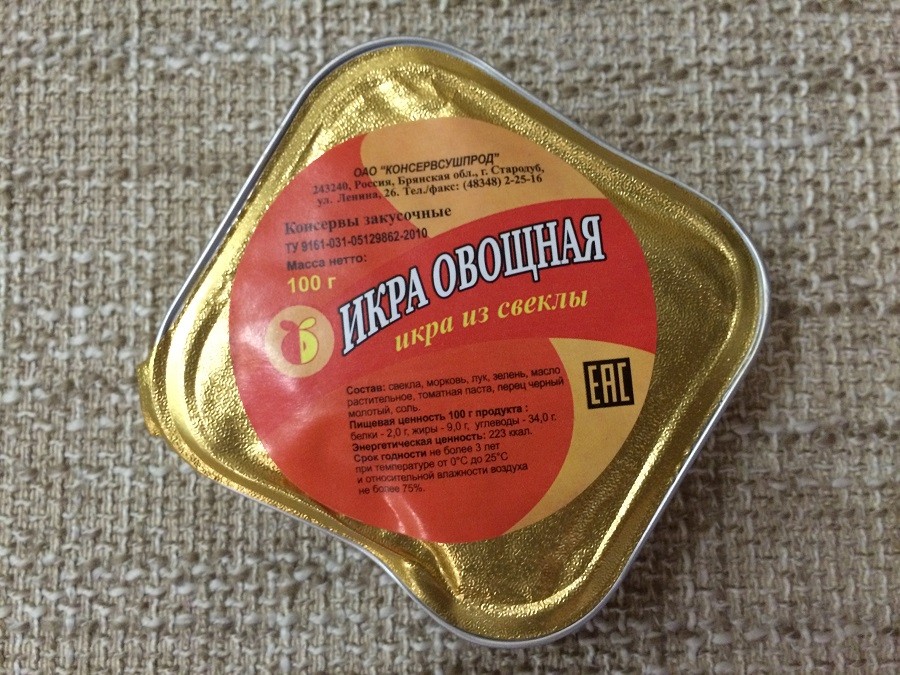 ОАО "КОНСЕРВСУШПРОД"
243240, Россия, Брянская обл., г. Стародуб,
ул. Ленина, 26. Тел./факс: (48348) 2-25-16
Консервы закусочные
ТУ 9161-031-05129862-2010
Масса нетто:
100 г
ИКРА ОВОЩНАЯ
икра из свеклы
Состав: свекла, морковь, лук, зелень, масло
растительное, томатная паста, перец черный
молотый, соль.
Пищевая ценность 100 г продукта :
белки - 2,0 г, жиры - 9,0 г, углеводы - 34,0 г.
Энергетическая ценность: 223 ккал.
Срок годности не более 3 лет
при температуре от 0°С до 25°С
и относительной влажности воздуха
не более 75%.
ЕАС